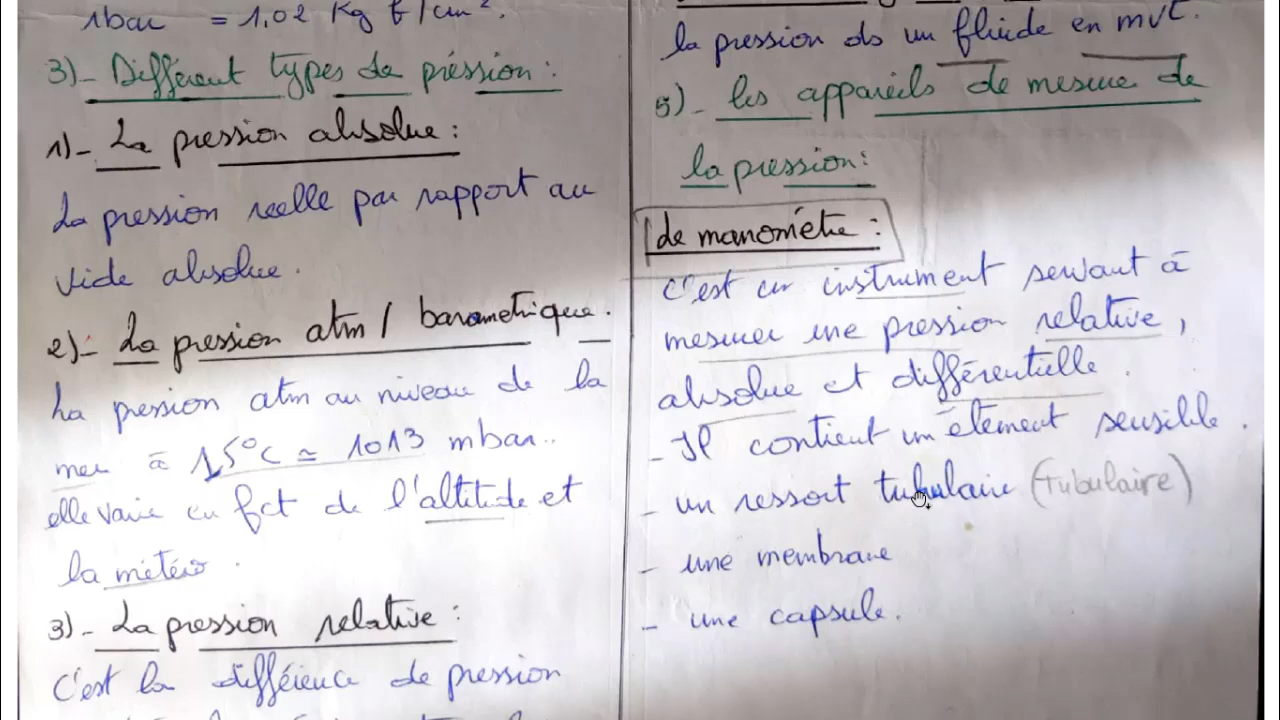 1bar = 1,02 Kg f/cm².
3)- Différent types de préssion :
1)- La pression absolue :
La pression réelle par rapport au
vide absolue.
2)- La pression atm / barometrique.
La pression atm au niveau de la
mer à 15°C ≃ 1013 mbar..
elle varie en fct de l'altitude et
la météo.
3)- La pression relative :
C'est la différence de pression
la pression ds un fluide en mvt.
5)- les appareils de mesure de
la pression :
de manomètre :
C'est un instrument servant à
mesurer une pression relative,
absolue et différentielle.
- Il contient un élement sensible.
- un ressort tubulaire (tubulaire)
- une membrane
- une capsule.